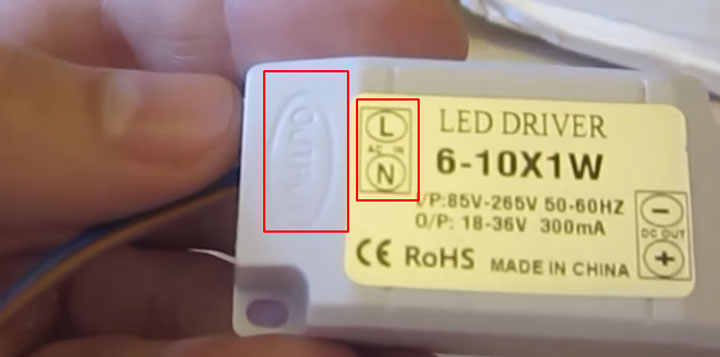 OUTPU
L
AC IN
N
LED DRIVER
6-10X1W
I/P:85V-265V 50-60HZ
O/P: 18-36V 300mA
CE RoHS MADE IN CHINA
−
DC OUT
+